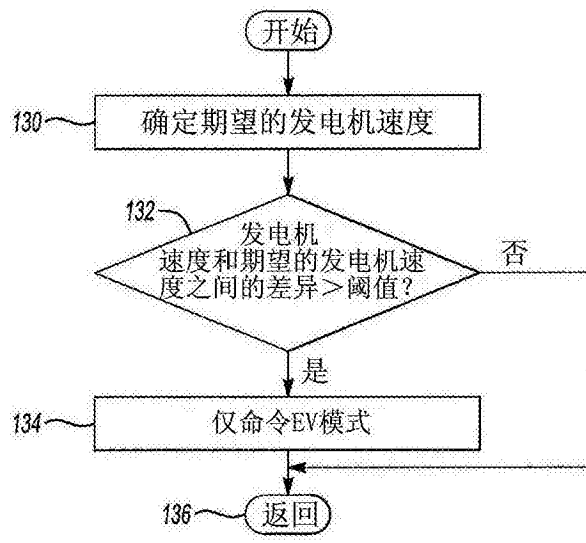 开始
130
确定期望的发电机速度
132
发电机
速度和期望的发电机速
度之间的差异>阈值?
否
是
134
仅命令EV模式
136
返回